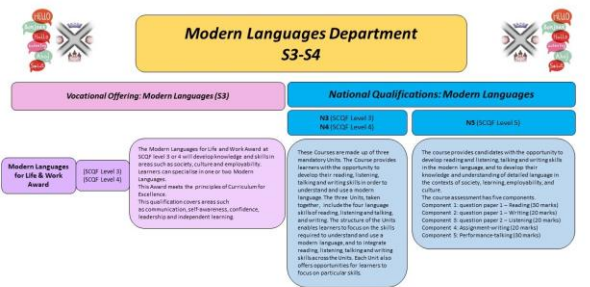 Modern Languages Department
S3-S4
Vocational Offering: Modern Languages (S3)
National Qualifications: Modern Languages
N3 (SCQF Level 3)
N4 (SCQF Level 4)
N5 (SCQF Level 5)
Modern Languages
for Life & Work
Award
(SCQF Level 3)
(SCQF Level 4)
The Modern Languages for Life and Work Award at
SCQF level 3 or 4 will develop knowledge and skills in
areas such as society, culture and employability.
Learners can specialise in one or two Modern
Languages.
This Award meets the principles of Curriculum for
Excellence.
This qualification covers areas such
as communication, self-awareness, confidence,
leadership and independent learning.
These Courses are made up of three
mandatory Units. The Course provides
learners with the opportunity to
develop their reading, listening,
talking and writing skills in order to
understand and use a modern
language. The three Units, taken
together, include the four language
skills of reading, listening and talking,
and writing. The structure of the Units
enables learners to focus on the skills
required to understand and use a
modern language, and to integrate
reading, listening, talking and writing
skills across the Units. Each Unit also
offers opportunities for learners to
focus on particular skills.
The course provides candidates with the opportunity to
develop reading and listening, talking and writing skills
in the modern language, and to develop their
knowledge and understanding of detailed language in
the contexts of society, learning, employability, and
culture.
The course assessment has five components.
Component 1: question paper 1 – Reading (30 marks)
Component 2: question paper 1 – Writing (20 marks)
Component 3: question paper 2 – Listening (20 marks)
Component 4: Assignment-writing (20 marks)
Component 5: Performance-talking (30 marks)